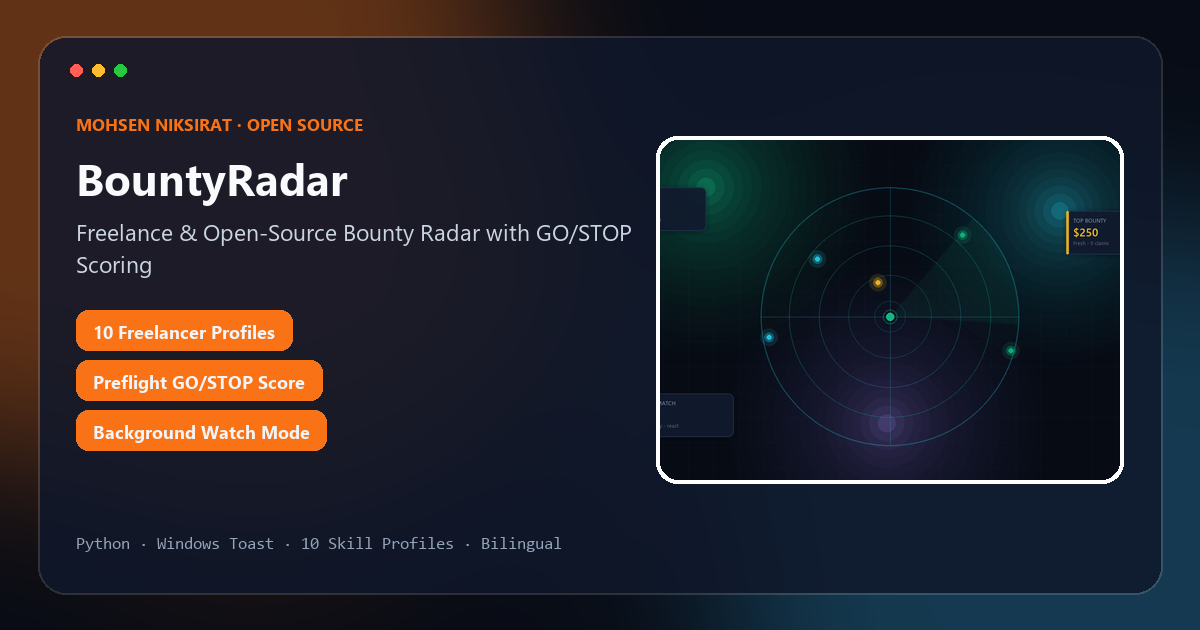 MOHSEN NIKSIRAT · OPEN SOURCE
BountyRadar
Freelance & Open-Source Bounty Radar with GO/STOP
Scoring
10 Freelancer Profiles
Preflight GO/STOP Score
Background Watch Mode
Python · Windows Toast · 10 Skill Profiles · Bilingual
TOP BOUNTY
$250